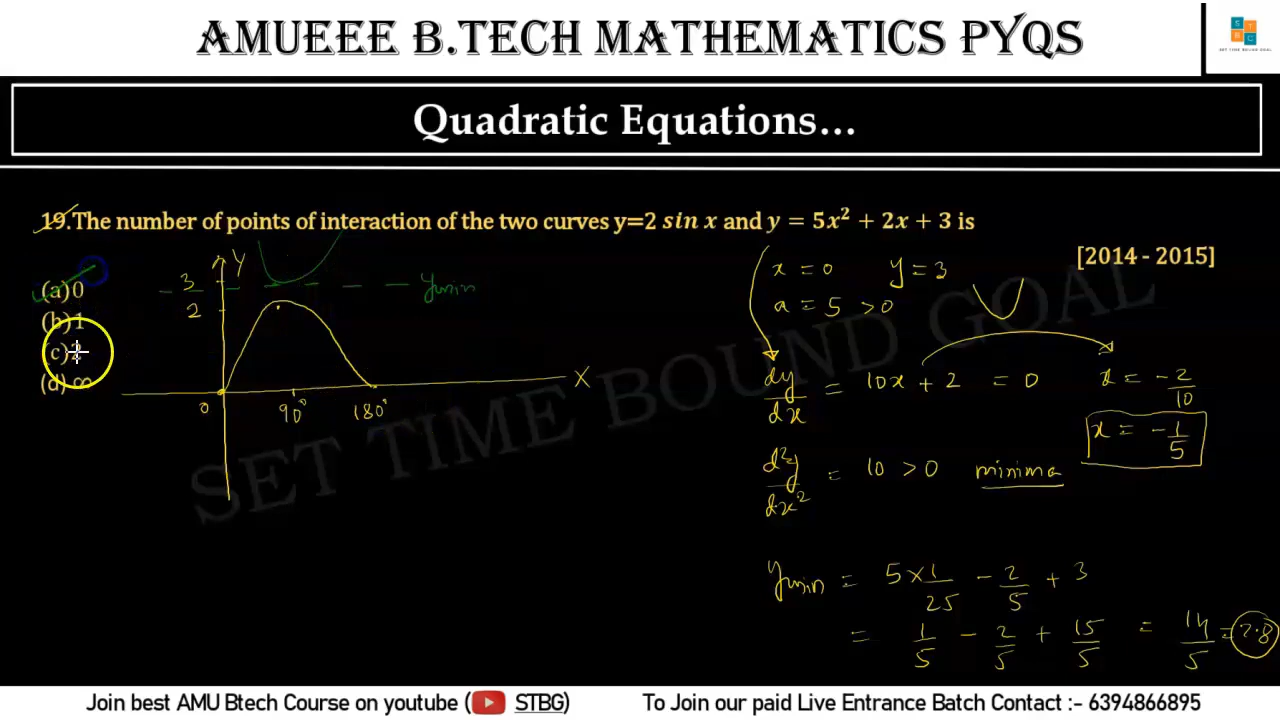 AMUEEE B.TECH MATHEMATICS PYQS
SET TIME BOUND GOAL
Quadratic Equations...
19.The number of points of interaction of the two curves y=2 sin x and y = 5x² + 2x + 3 is
[2014 - 2015]
(a) 0
(b) 1
(c) 2
(d) ∞
Y
3
2
ymin
X
0
90°
180°
x = 0 y = 3
a = 5 > 0
dy/dx = 10x + 2 = 0 x = -2/10
x = -1/5
d²y/dx² = 10 > 0 minima
ymin = 5×1/25 - 2/5 + 3
= 1/5 - 2/5 + 15/5 = 14/5 = 2.8
SET TIME BOUND GOAL
Join best AMU Btech Course on youtube ( STBG) To Join our paid Live Entrance Batch Contact :- 6394866895